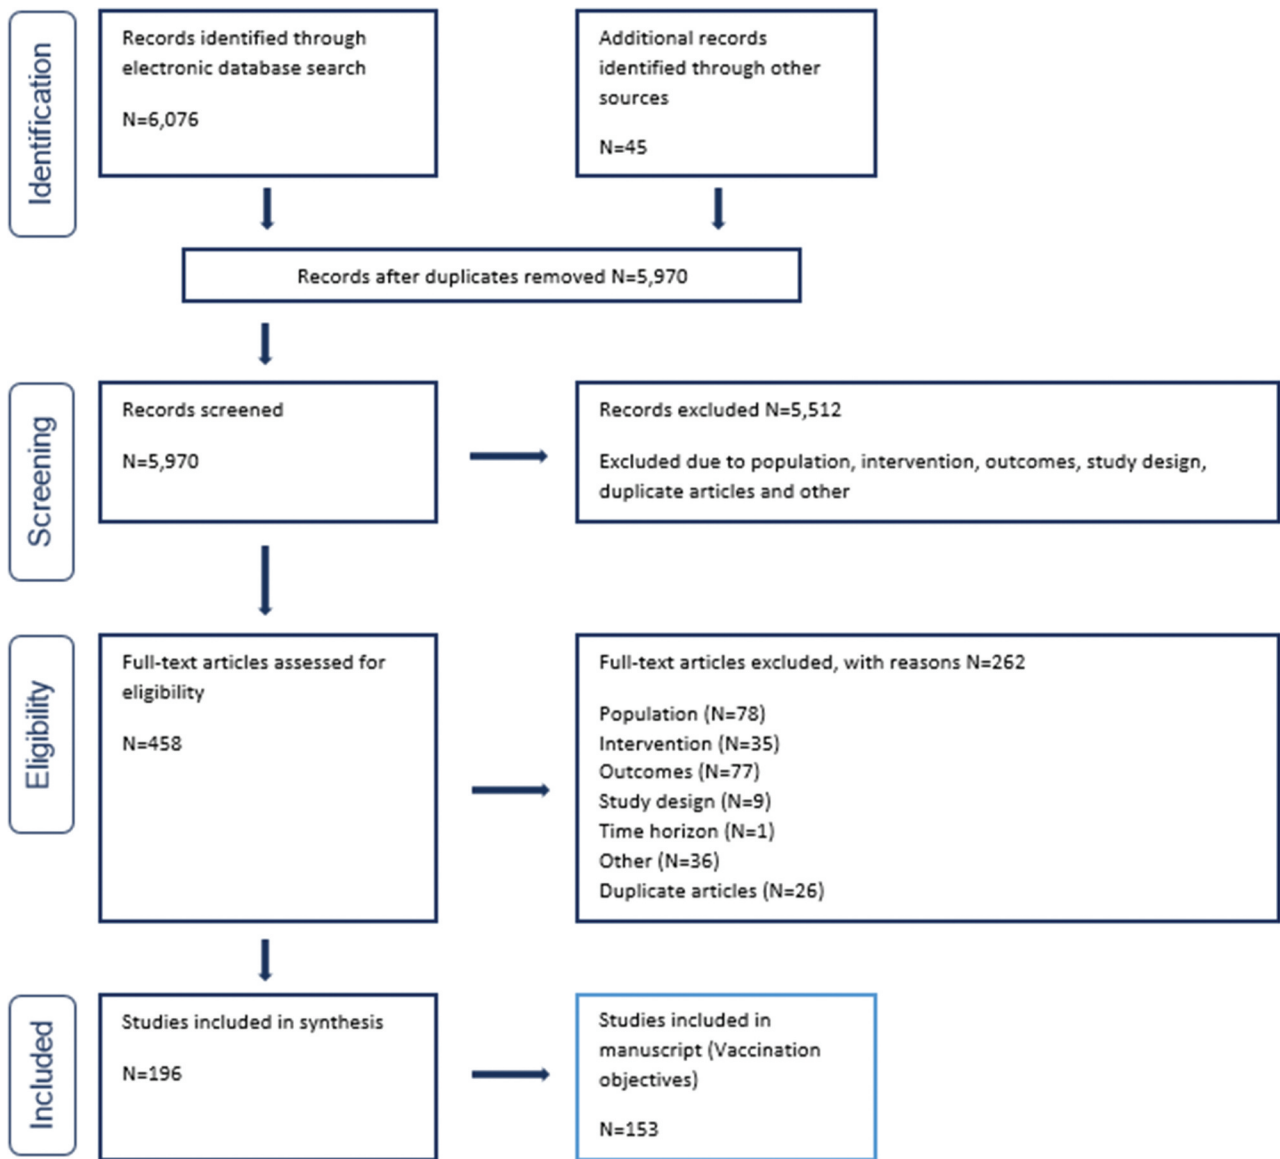 Identification
Records identified through
electronic database search
N=6,076
Additional records
identified through other
sources
N=45
Records after duplicates removed N=5,970
Screening
Records screened
N=5,970
Records excluded N=5,512
Excluded due to population, intervention, outcomes, study design,
duplicate articles and other
Eligibility
Full-text articles assessed for
eligibility
N=458
Full-text articles excluded, with reasons N=262
Population (N=78)
Intervention (N=35)
Outcomes (N=77)
Study design (N=9)
Time horizon (N=1)
Other (N=36)
Duplicate articles (N=26)
Included
Studies included in synthesis
N=196
Studies included in
manuscript (Vaccination
objectives)
N=153